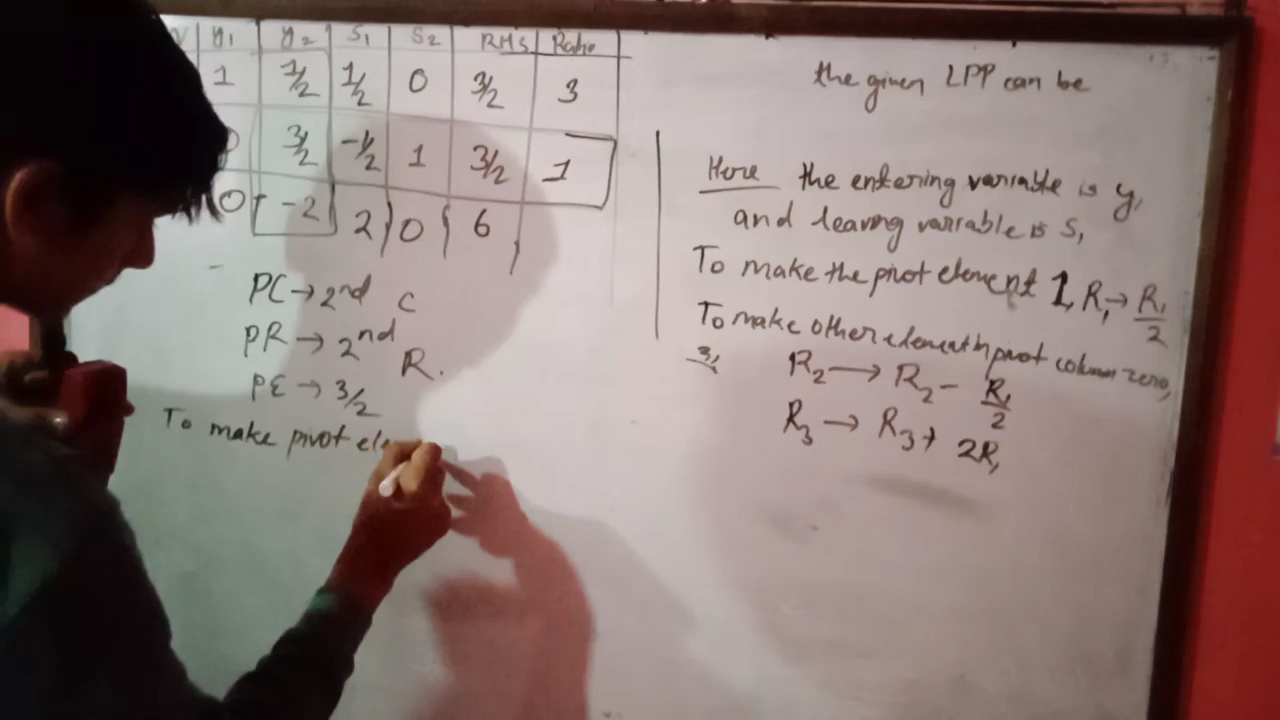 y₁ y₂ S₁ S₂ RHS Ratio
1 1/2 1/2 0 3/2 3
3/2 -1/2 1 3/2 1
0 -2 2 0 6
PC→2nd C
PR→2nd R.
PE→3/2
To make pivot ele
the given LPP can be
Here the entering variable is y₁
and leaving variable is S₁
To make the pivot element 1, R₁→R₁/2
To make other element pivot column zero,
R₂→R₂-R₁/2
R₃→R₃+2R₁